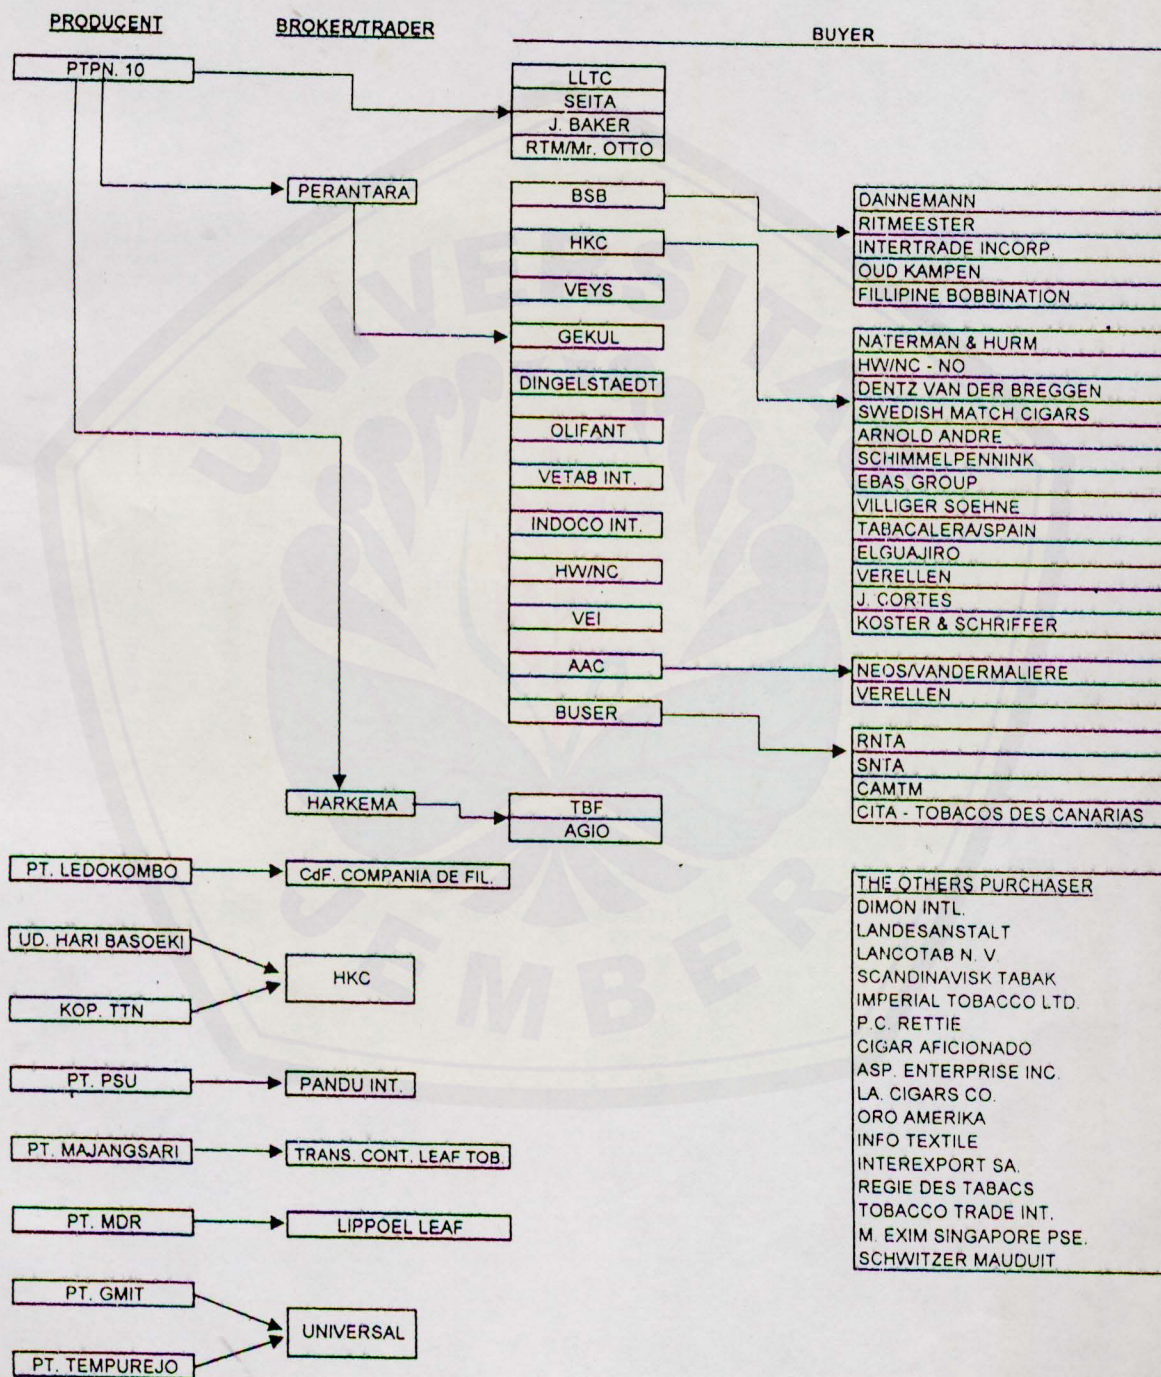 PRODUCENT
BROKER/TRADER
BUYER
PTPN. 10
LLTC
SEITA
J. BAKER
RTM/Mr. OTTO
PERANTARA
BSB
HKC
VEYS
GEKUL
DINGELSTAEDT
OLIFANT
VETAB INT.
INDOCO INT.
HW/NC
VEI
AAC
BUSER
DANNEMANN
RITMEESTER
INTERTRADE INCORP.
OUD KAMPEN
FILLIPINE BOBBINATION
NATERMAN & HURM
HW/NC - NO
DENTZ VAN DER BREGGEN
SWEDISH MATCH CIGARS
ARNOLD ANDRE
SCHIMMELPENNINK
EBAS GROUP
VILLIGER SOEHNE
TABACALERA/SPAIN
ELGUAJIRO
VERELLEN
J. CORTES
KOSTER & SCHRIFFER
NEOS/VANDERMALIERE
VERELLEN
RNTA
SNTA
CAMTM
CITA - TOBACOS DES CANARIAS
HARKEMA
TBF
AGIO
PT. LEDOKOMBO
CdF. COMPANIA DE FIL.
UD. HARI BASOEKI
HKC
KOP. TTN
PT. PSU
PANDU INT.
PT. MAJANGSARI
TRANS. CONT. LEAF TOB.
PT. MDR
LIPPOEL LEAF
PT. GMIT
UNIVERSAL
PT. TEMPUREJO
THE OTHERS PURCHASER
DIMON INTL.
LANDESANSTALT
LANCOTAB N. V.
SCANDINAVISK TABAK
IMPERIAL TOBACCO LTD.
P.C. RETTIE
CIGAR AFICIONADO
ASP. ENTERPRISE INC.
LA. CIGARS CO.
ORO AMERIKA
INFO TEXTILE
INTEREXPORT SA.
REGIE DES TABACS
TOBACCO TRADE INT.
M. EXIM SINGAPORE PSE.
SCHWITZER MAUDUIT
UNIVERSITAS
JEMBER